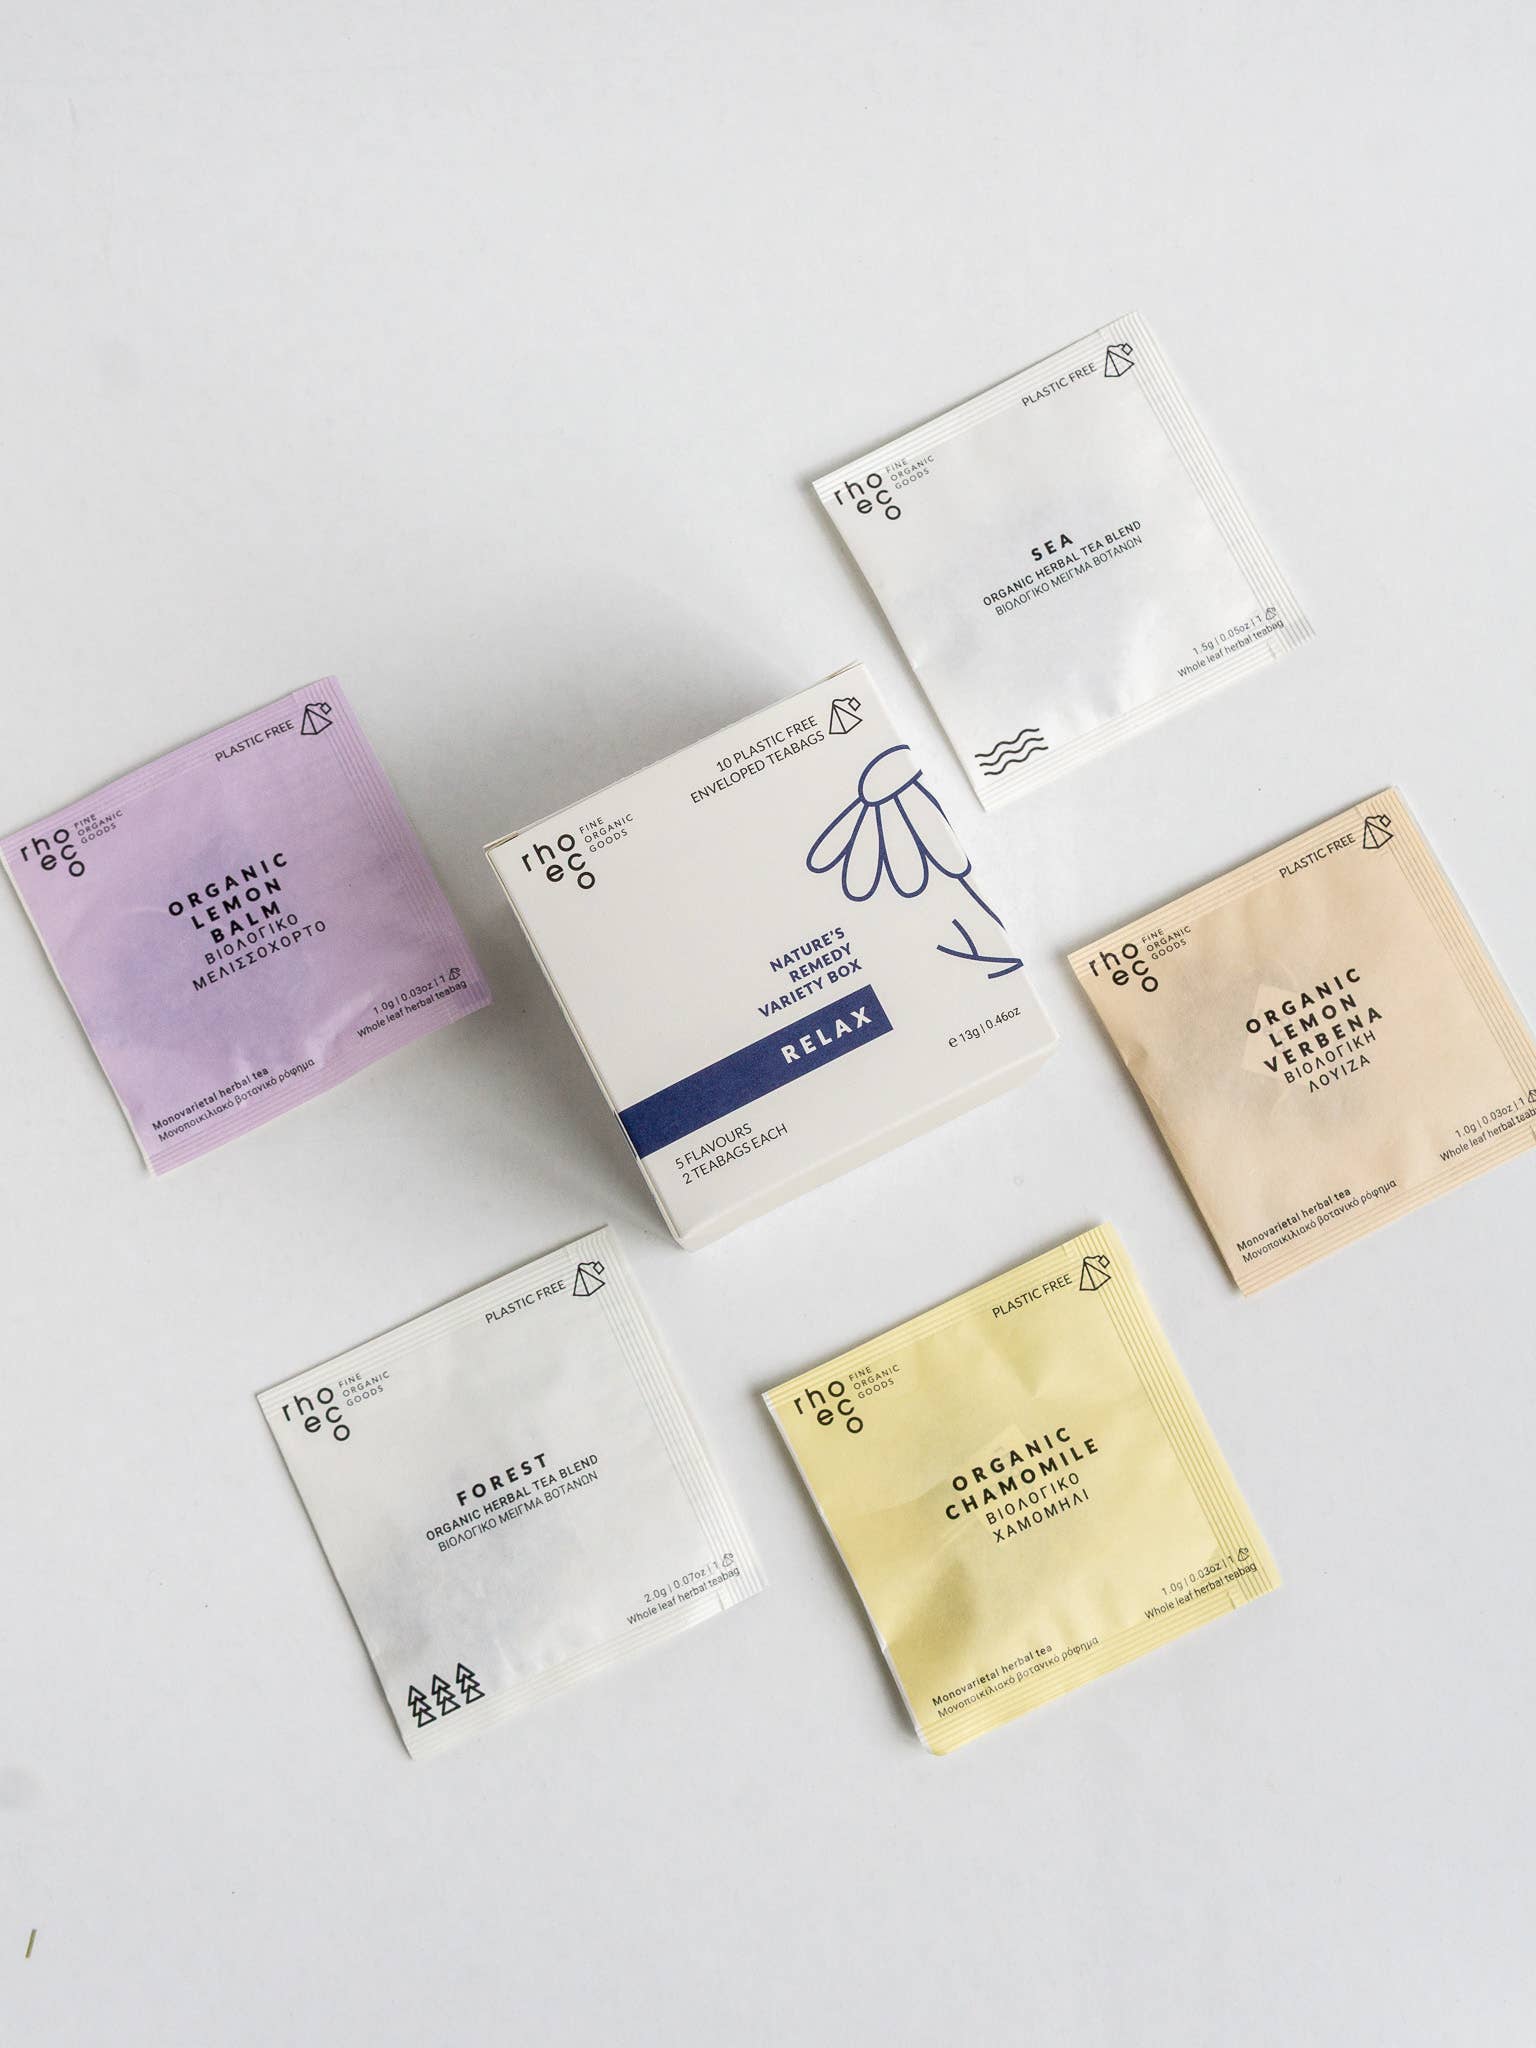 PLASTIC FREE
rho
eco
FINE
ORGANIC
GOODS
SEA
ORGANIC HERBAL TEA BLEND
ΒΙΟΛΟΓΙΚΟ ΜΕΙΓΜΑ ΒΟΤΑΝΩΝ
1.5g | 0.05oz | 1
Whole leaf herbal teabag
PLASTIC FREE
rho
eco
FINE
ORGANIC
GOODS
ORGANIC
LEMON
BALM
ΒΙΟΛΟΓΙΚΟ
ΜΕΛΙΣΣΟΧΟΡΤΟ
1.0g | 0.03oz | 1
Whole leaf herbal teabag
Monovarietal herbal tea
Μονοποικιλιακό βοτανικό ρόφημα
10 PLASTIC FREE
ENVELOPED TEABAGS
rho
eco
FINE
ORGANIC
GOODS
NATURE'S
REMEDY
VARIETY BOX
RELAX
℮ 13g | 0.46oz
5 FLAVOURS
2 TEABAGS EACH
PLASTIC FREE
rho
eco
FINE
ORGANIC
GOODS
ORGANIC
LEMON
VERBENA
ΒΙΟΛΟΓΙΚΗ
ΛΟΥΙΖΑ
1.0g | 0.03oz | 1
Whole leaf herbal teabag
Monovarietal herbal tea
Μονοποικιλιακό βοτανικό ρόφημα
PLASTIC FREE
rho
eco
FINE
ORGANIC
GOODS
FOREST
ORGANIC HERBAL TEA BLEND
ΒΙΟΛΟΓΙΚΟ ΜΕΙΓΜΑ ΒΟΤΑΝΩΝ
2.0g | 0.07oz | 1
Whole leaf herbal teabag
PLASTIC FREE
rho
eco
FINE
ORGANIC
GOODS
ORGANIC
CHAMOMILE
ΒΙΟΛΟΓΙΚΟ
ΧΑΜΟΜΗΛΙ
1.0g | 0.03oz | 1
Whole leaf herbal teabag
Monovarietal herbal tea
Μονοποικιλιακό βοτανικό ρόφημα